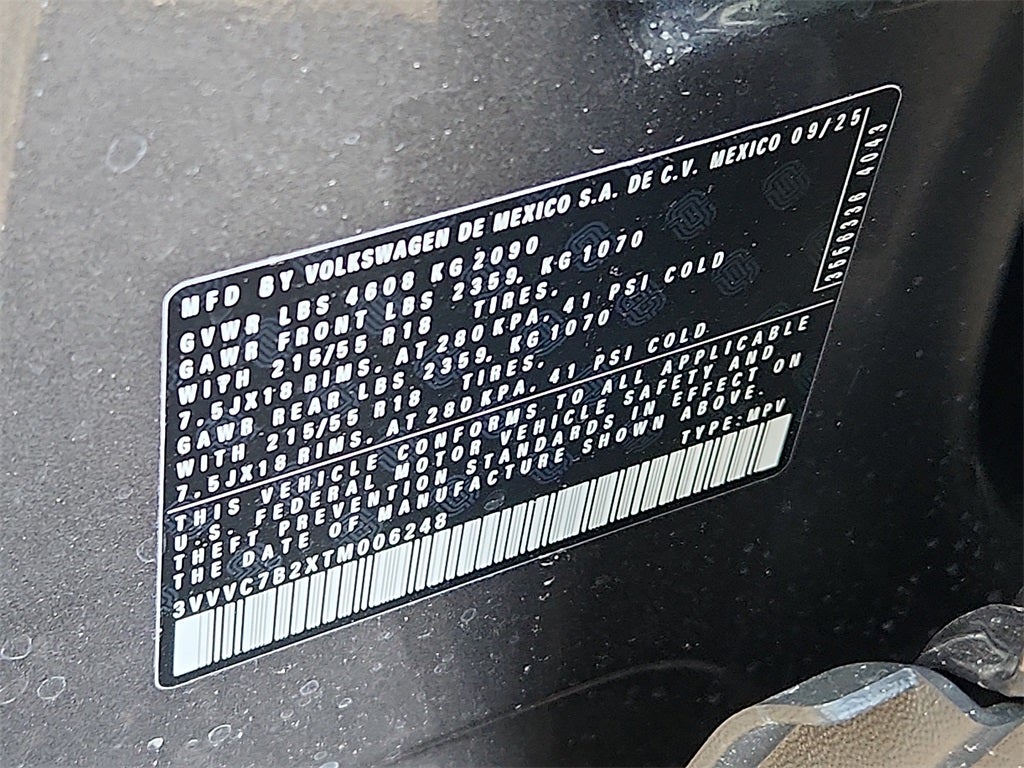 MFD BY VOLKSWAGEN DE MEXICO S.A. DE C.V. MEXICO 09/25
GVWR LBS 4608 KG 2090
GAWR FRONT LBS 2359. KG 1070
WITH 215/55 R18 TIRES.
7.5JX18 RIMS. AT 280KPA. 41 PSI COLD
GAWR REAR LBS. 2359. KG 1070
WITH 215/55 R18 TIRES.
7.5JX18 RIMS. AT 280KPA. 41 PSI COLD
THIS VEHICLE CONFORMS TO ALL APPLICABLE
U.S. FEDERAL MOTOR VEHICLE SAFETY AND
THEFT PREVENTION STANDARDS IN EFFECT ON
THE DATE OF MANUFACTURE SHOWN ABOVE.
3VVVC7B2XTM006248 TYPE:MPV
3568336 4043